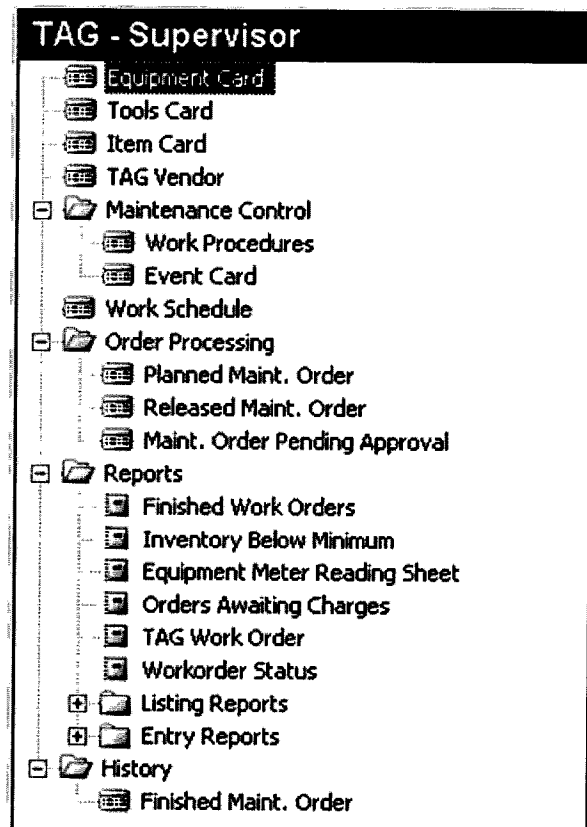 TAG - Supervisor
Equipment Card
Tools Card
Item Card
TAG Vendor
Maintenance Control
Work Procedures
Event Card
Work Schedule
Order Processing
Planned Maint. Order
Released Maint. Order
Maint. Order Pending Approval
Reports
Finished Work Orders
Inventory Below Minimum
Equipment Meter Reading Sheet
Orders Awaiting Charges
TAG Work Order
Workorder Status
Listing Reports
Entry Reports
History
Finished Maint. Order